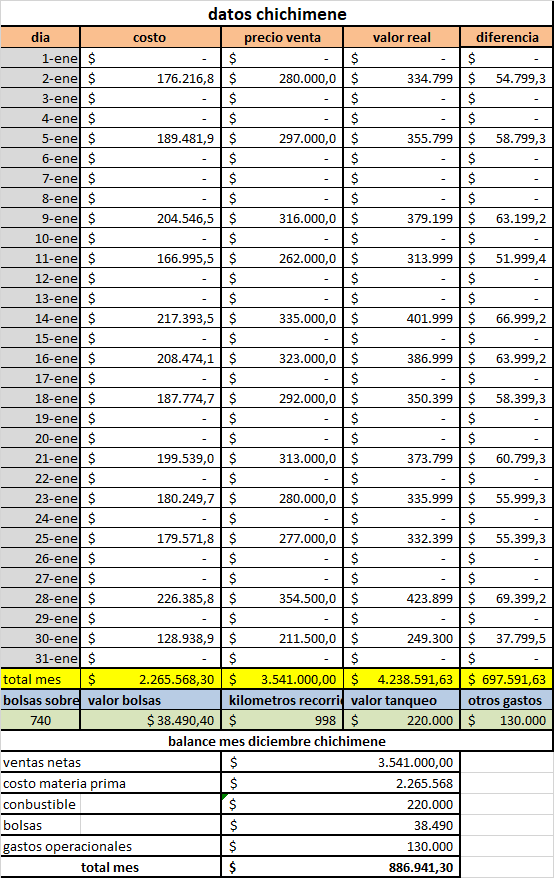 datos chichimene
dia costo precio venta valor real diferencia
1-ene $ - $ - $ - $ -
2-ene $ 176.216,8 $ 280.000,0 $ 334.799 $ 54.799,3
3-ene $ - $ - $ - $ -
4-ene $ - $ - $ - $ -
5-ene $ 189.481,9 $ 297.000,0 $ 355.799 $ 58.799,3
6-ene $ - $ - $ - $ -
7-ene $ - $ - $ - $ -
8-ene $ - $ - $ - $ -
9-ene $ 204.546,5 $ 316.000,0 $ 379.199 $ 63.199,2
10-ene $ - $ - $ - $ -
11-ene $ 166.995,5 $ 262.000,0 $ 313.999 $ 51.999,4
12-ene $ - $ - $ - $ -
13-ene $ - $ - $ - $ -
14-ene $ 217.393,5 $ 335.000,0 $ 401.999 $ 66.999,2
15-ene $ - $ - $ - $ -
16-ene $ 208.474,1 $ 323.000,0 $ 386.999 $ 63.999,2
17-ene $ - $ - $ - $ -
18-ene $ 187.774,7 $ 292.000,0 $ 350.399 $ 58.399,3
19-ene $ - $ - $ - $ -
20-ene $ - $ - $ - $ -
21-ene $ 199.539,0 $ 313.000,0 $ 373.799 $ 60.799,3
22-ene $ - $ - $ - $ -
23-ene $ 180.249,7 $ 280.000,0 $ 335.999 $ 55.999,3
24-ene $ - $ - $ - $ -
25-ene $ 179.571,8 $ 277.000,0 $ 332.399 $ 55.399,3
26-ene $ - $ - $ - $ -
27-ene $ - $ - $ - $ -
28-ene $ 226.385,8 $ 354.500,0 $ 423.899 $ 69.399,2
29-ene $ - $ - $ - $ -
30-ene $ 128.938,9 $ 211.500,0 $ 249.300 $ 37.799,5
31-ene $ - $ - $ - $ -
total mes $ 2.265.568,30 $ 3.541.000,00 $ 4.238.591,63 $ 697.591,63
bolsas sobre valor bolsas kilometros recorri valor tanqueo otros gastos
740 $ 38.490,40 $ 998 $ 220.000 $ 130.000
balance mes diciembre chichimene
ventas netas $ 3.541.000,00
costo materia prima $ 2.265.568
conbustible $ 220.000
bolsas $ 38.490
gastos operacionales $ 130.000
total mes $ 886.941,30